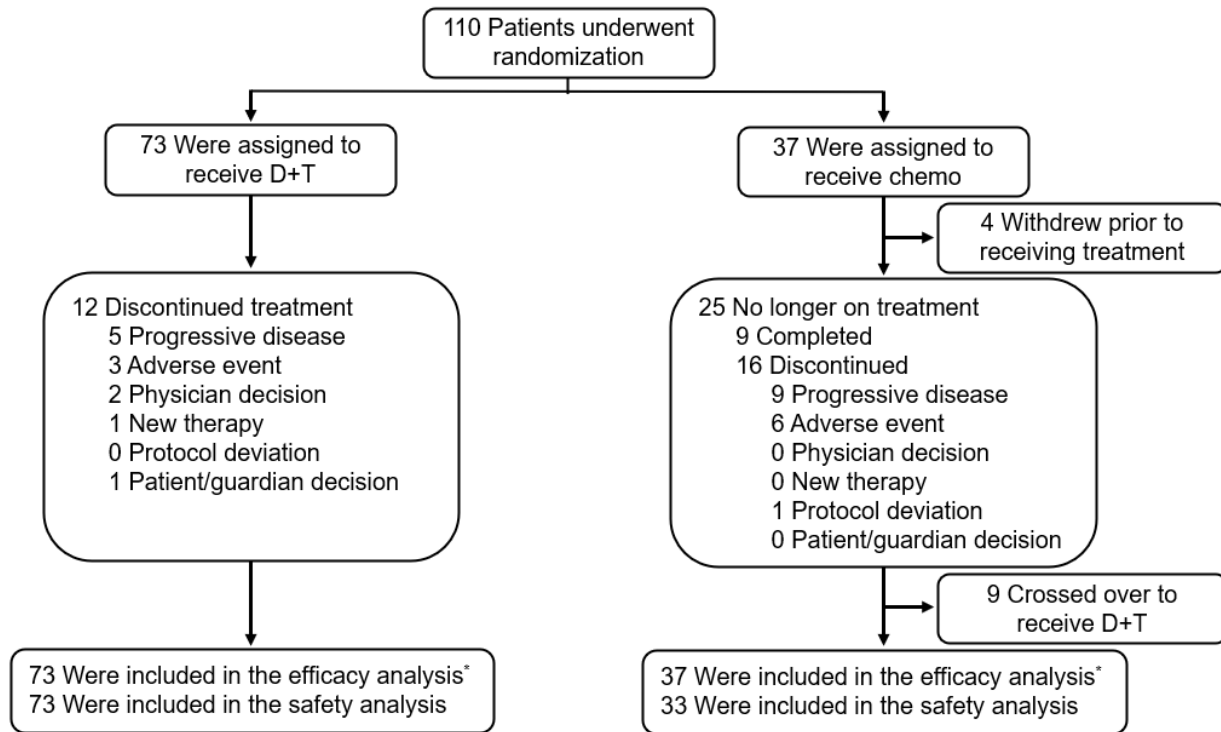 110 Patients underwent
randomization
73 Were assigned to
receive D+T
37 Were assigned to
receive chemo
4 Withdrew prior to
receiving treatment
12 Discontinued treatment
5 Progressive disease
3 Adverse event
2 Physician decision
1 New therapy
0 Protocol deviation
1 Patient/guardian decision
25 No longer on treatment
9 Completed
16 Discontinued
9 Progressive disease
6 Adverse event
0 Physician decision
0 New therapy
1 Protocol deviation
0 Patient/guardian decision
9 Crossed over to
receive D+T
73 Were included in the efficacy analysis*
73 Were included in the safety analysis
37 Were included in the efficacy analysis*
33 Were included in the safety analysis